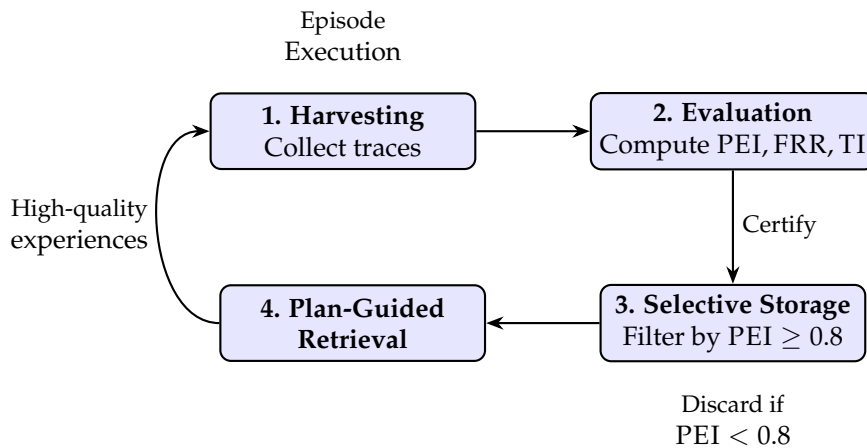 Episode
Execution
1. Harvesting
Collect traces
2. Evaluation
Compute PEI, FRR, TI
High-quality
experiences
Certify
4. Plan-Guided
Retrieval
3. Selective Storage
Filter by PEI ≥ 0.8
Discard if
PEI < 0.8